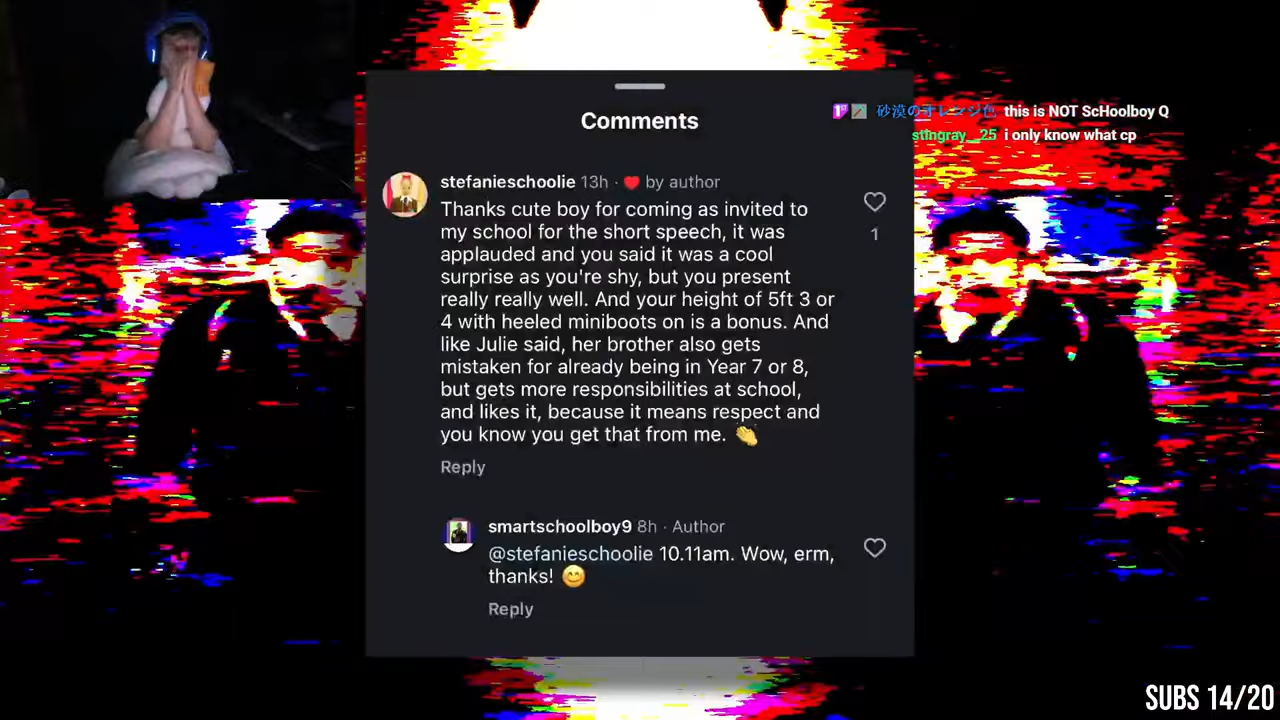 Comments
砂漠のオレンジ色 this is NOT ScHoolboy Q
stingray__25 i only know what cp
stefanieschoolie 13h · ❤️ by author
Thanks cute boy for coming as invited to
my school for the short speech, it was
applauded and you said it was a cool
surprise as you're shy, but you present
really really well. And your height of 5ft 3 or
4 with heeled miniboots on is a bonus. And
like Julie said, her brother also gets
mistaken for already being in Year 7 or 8,
but gets more responsibilities at school,
and likes it, because it means respect and
you know you get that from me. 👏
1
Reply
smartschoolboy9 8h · Author
@stefanieschoolie 10.11am. Wow, erm,
thanks! 😊
Reply
SUBS 14/20